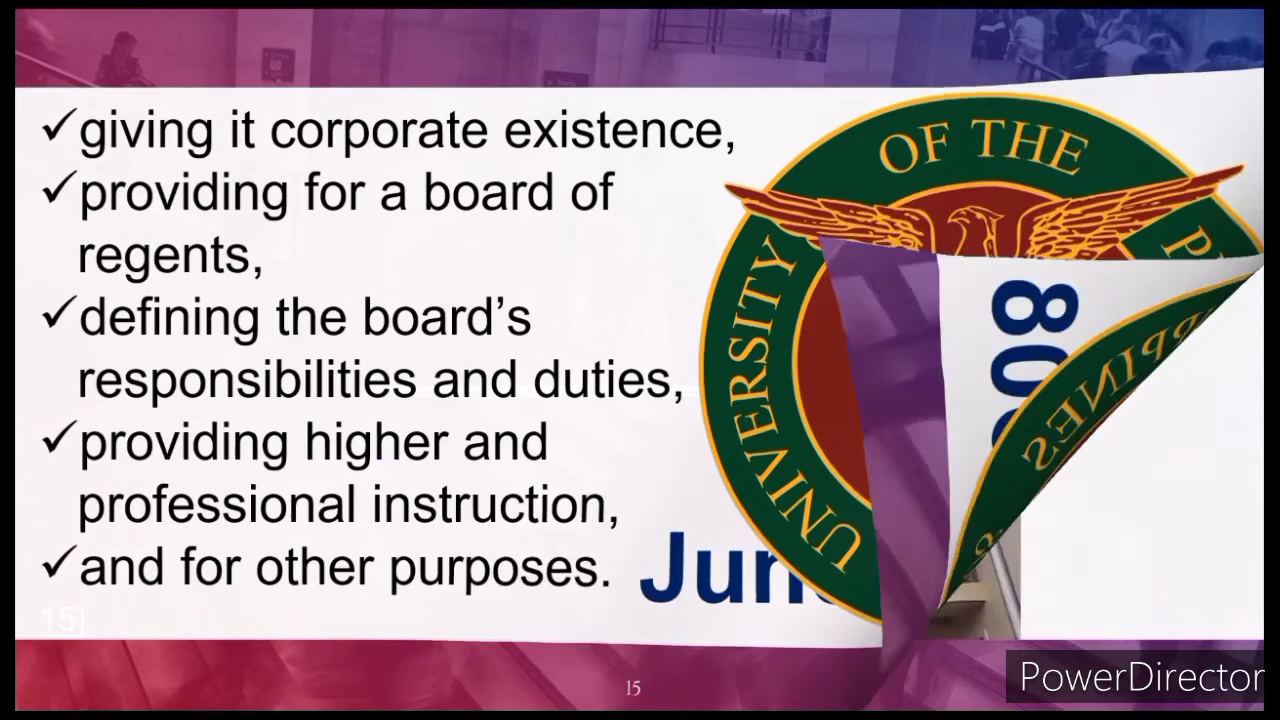 ✓giving it corporate existence,
✓providing for a board of
regents,
✓defining the board's
responsibilities and duties,
✓providing higher and
professional instruction,
✓and for other purposes.
UNIVERSITY
OF THE
15|
15
PowerDirector